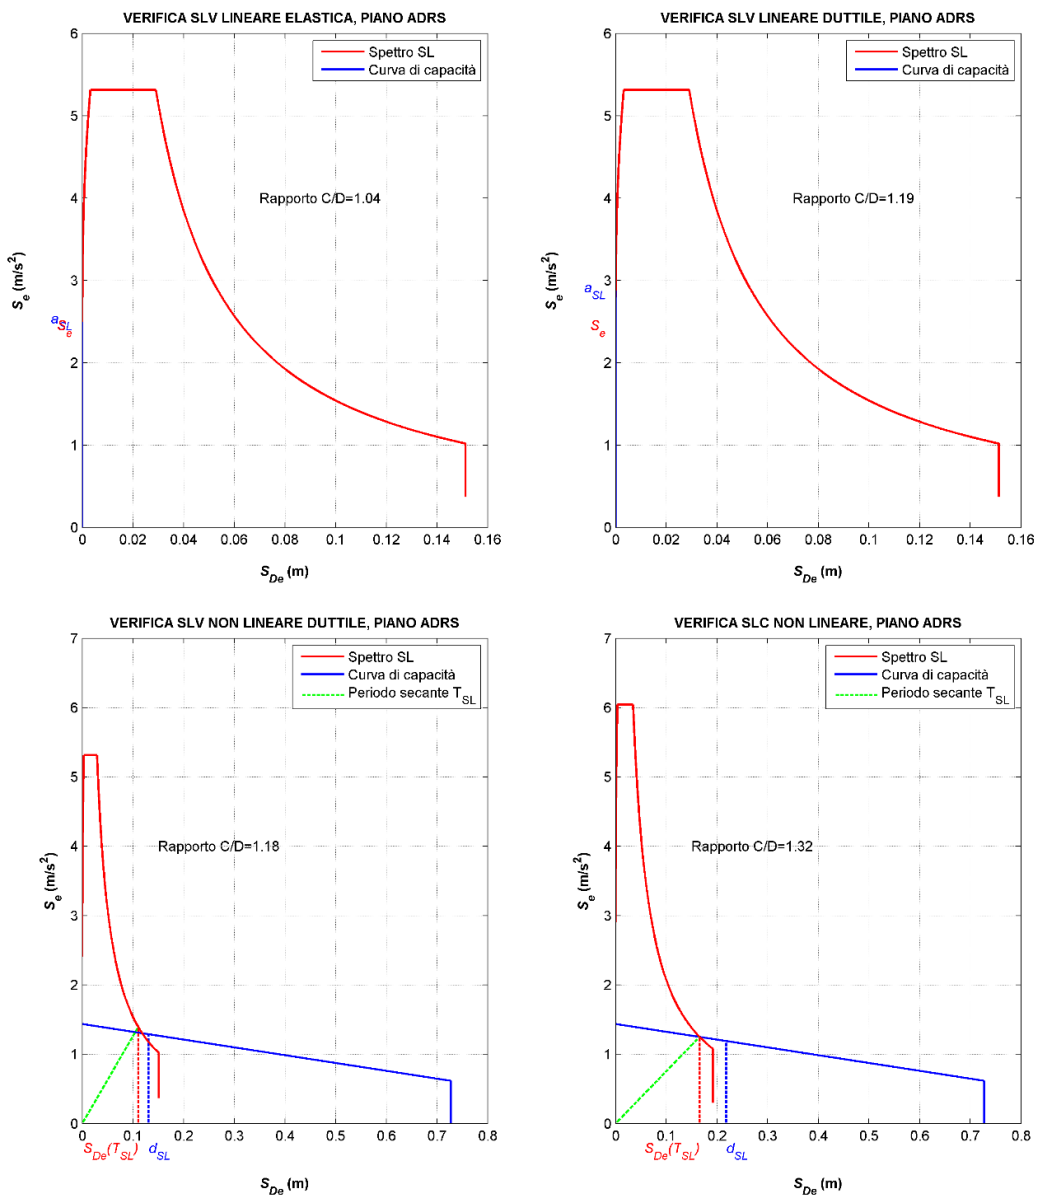 VERIFICA SLV LINEARE ELASTICA, PIANO ADRS
6
5
4
3
2
1
0
S_e (m/s²)
Spettro SL
Curva di capacità
Rapporto C/D=1.04
a_SL
S_e
0 0.02 0.04 0.06 0.08 0.1 0.12 0.14 0.16
S_De (m)
VERIFICA SLV LINEARE DUTTILE, PIANO ADRS
6
5
4
3
2
1
0
S_e (m/s²)
Spettro SL
Curva di capacità
Rapporto C/D=1.19
a_SL
S_e
0 0.02 0.04 0.06 0.08 0.1 0.12 0.14 0.16
S_De (m)
VERIFICA SLV NON LINEARE DUTTILE, PIANO ADRS
7
6
5
4
3
2
1
0
S_e (m/s²)
Spettro SL
Curva di capacità
Periodo secante T_SL
Rapporto C/D=1.18
0 0.1 0.2 0.3 0.4 0.5 0.6 0.7 0.8
S_De(T_SL) d_SL
S_De (m)
VERIFICA SLC NON LINEARE, PIANO ADRS
7
6
5
4
3
2
1
0
S_e (m/s²)
Spettro SL
Curva di capacità
Periodo secante T_SL
Rapporto C/D=1.32
0 0.1 0.2 0.3 0.4 0.5 0.6 0.7 0.8
S_De(T_SL) d_SL
S_De (m)